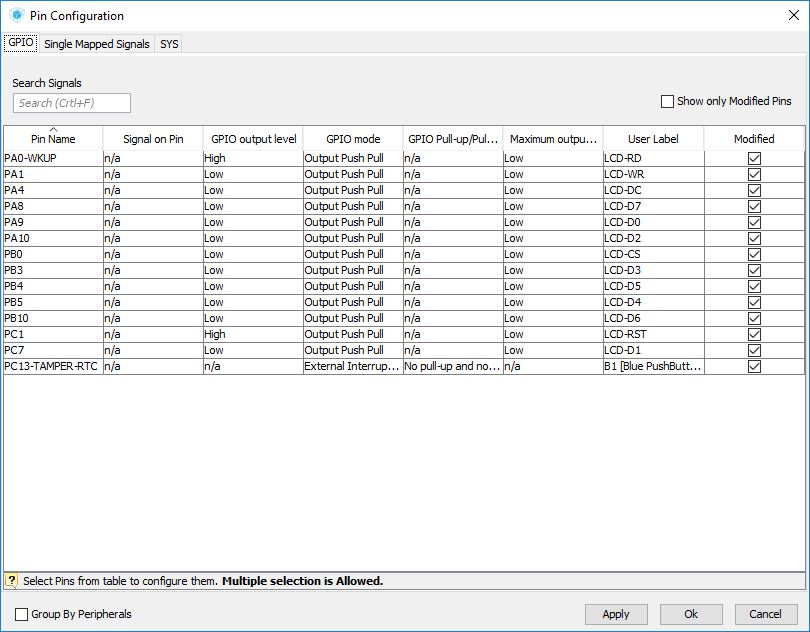 Pin Configuration
GPIO Single Mapped Signals SYS
Search Signals
Search (Crtl+F)
Show only Modified Pins
Pin Name Signal on Pin GPIO output level GPIO mode GPIO Pull-up/Pul... Maximum outpu... User Label Modified
PA0-WKUP n/a High Output Push Pull n/a Low LCD-RD
PA1 n/a Low Output Push Pull n/a Low LCD-WR
PA4 n/a Low Output Push Pull n/a Low LCD-DC
PA8 n/a Low Output Push Pull n/a Low LCD-D7
PA9 n/a Low Output Push Pull n/a Low LCD-D0
PA10 n/a Low Output Push Pull n/a Low LCD-D2
PB0 n/a Low Output Push Pull n/a Low LCD-CS
PB3 n/a Low Output Push Pull n/a Low LCD-D3
PB4 n/a Low Output Push Pull n/a Low LCD-D5
PB5 n/a Low Output Push Pull n/a Low LCD-D4
PB10 n/a Low Output Push Pull n/a Low LCD-D6
PC1 n/a High Output Push Pull n/a Low LCD-RST
PC7 n/a Low Output Push Pull n/a Low LCD-D1
PC13-TAMPER-RTC n/a n/a External Interrup... No pull-up and no... n/a B1 [Blue PushButt...
? Select Pins from table to configure them. Multiple selection is Allowed.
Group By Peripherals Apply Ok Cancel